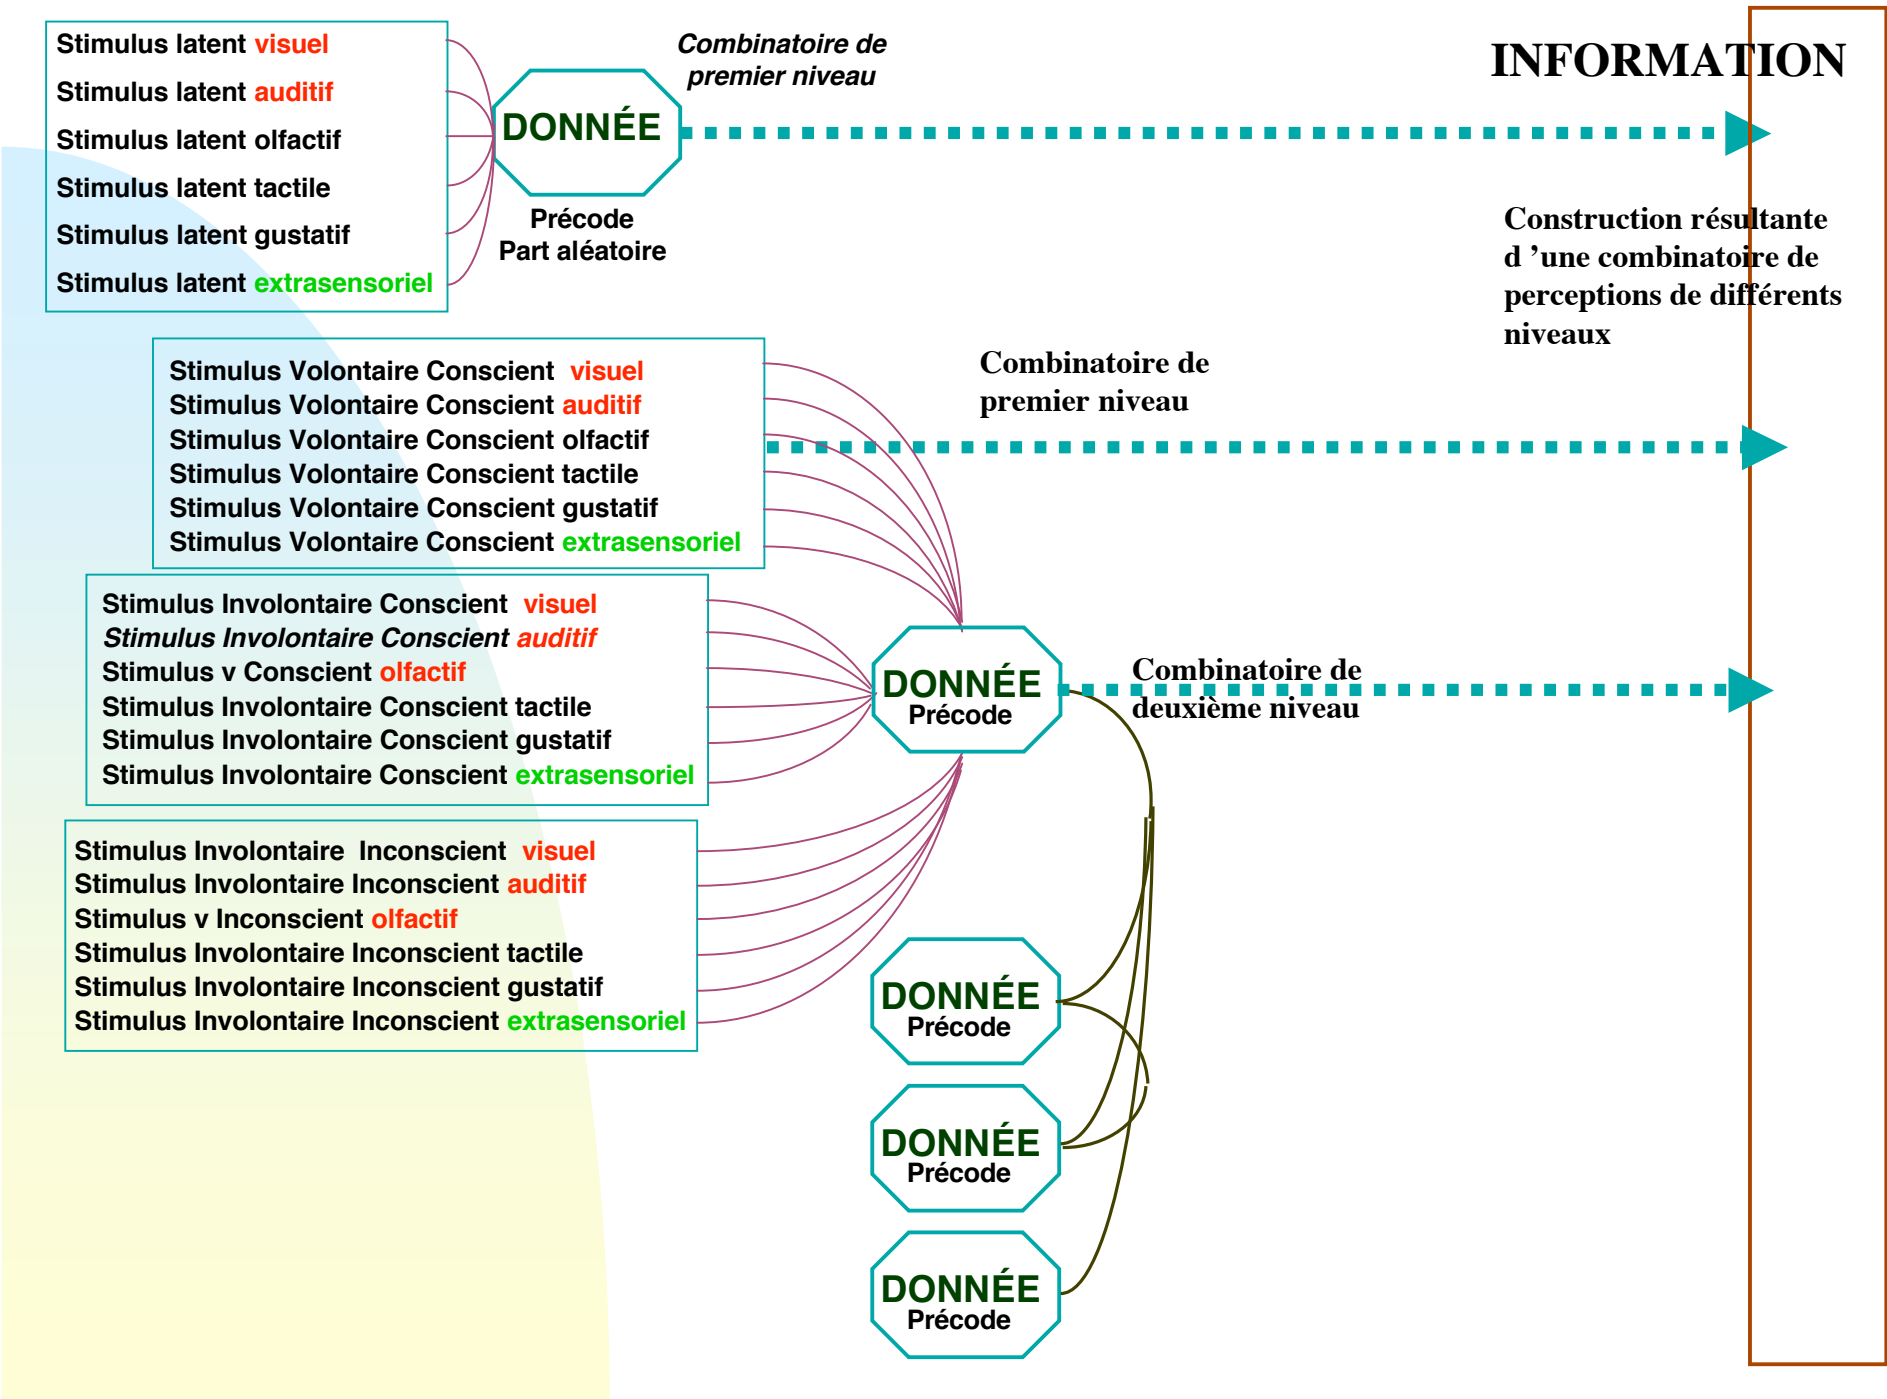 Stimulus latent visuel
Stimulus latent auditif
Stimulus latent olfactif
Stimulus latent tactile
Stimulus latent gustatif
Stimulus latent extrasensoriel
DONNÉE
Précode
Part aléatoire
Combinatoire de
premier niveau
INFORMATION
Construction résultante
d ’une combinatoire de
perceptions de différents
niveaux
Stimulus Volontaire Conscient visuel
Stimulus Volontaire Conscient auditif
Stimulus Volontaire Conscient olfactif
Stimulus Volontaire Conscient tactile
Stimulus Volontaire Conscient gustatif
Stimulus Volontaire Conscient extrasensoriel
Combinatoire de
premier niveau
Stimulus Involontaire Conscient visuel
Stimulus Involontaire Conscient auditif
Stimulus v Conscient olfactif
Stimulus Involontaire Conscient tactile
Stimulus Involontaire Conscient gustatif
Stimulus Involontaire Conscient extrasensoriel
DONNÉE
Précode
Combinatoire de
deuxième niveau
Stimulus Involontaire Inconscient visuel
Stimulus Involontaire Inconscient auditif
Stimulus v Inconscient olfactif
Stimulus Involontaire Inconscient tactile
Stimulus Involontaire Inconscient gustatif
Stimulus Involontaire Inconscient extrasensoriel
DONNÉE
Précode
DONNÉE
Précode
DONNÉE
Précode